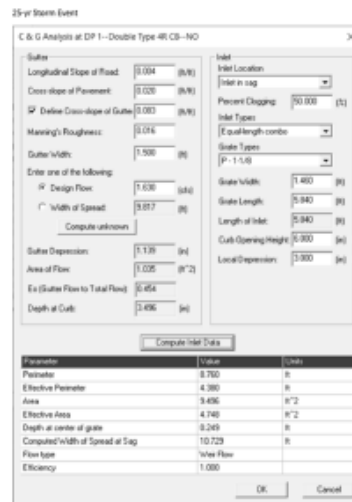 25-yr Storm Event
C & G Analysis at DP 1--Double Type 4R CB--NO
Gutter
Longitudinal Slope of Road: 0.004 (ft/ft)
Cross-slope of Pavement: 0.020 (ft/ft)
Define Cross-slope of Gutter 0.083 (ft/ft)
Manning's Roughness: 0.016
Gutter Width: 1.500 (ft)
Enter one of the following:
Design Flow: 1.630 (cfs)
Width of Spread: 9.817 (ft)
Compute unknown
Gutter Depression: 1.139 (in)
Area of Flow: 1.035 (ft^2)
Eo (Gutter Flow to Total Flow): 0.454
Depth at Curb: 3.496 (in)
Inlet
Inlet Location
Inlet in sag
Percent Clogging: 50.000 (%)
Inlet Types
Equal-length combo
Grate Types
P - 1-1/8
Grate Width: 1.460 (ft)
Grate Length: 5.840 (ft)
Length of Inlet: 5.840 (ft)
Curb Opening Height: 6.000 (in)
Local Depression: 3.000 (in)
Compute Inlet Data
Parameter Value Units
Perimeter 8.760 ft
Effective Perimeter 4.380 ft
Area 9.496 ft^2
Effective Area 4.748 ft^2
Depth at center of grate 0.249 ft
Computed Width of Spread at Sag 10.729 ft
Flow type Weir Flow
Efficiency 1.000
OK Cancel